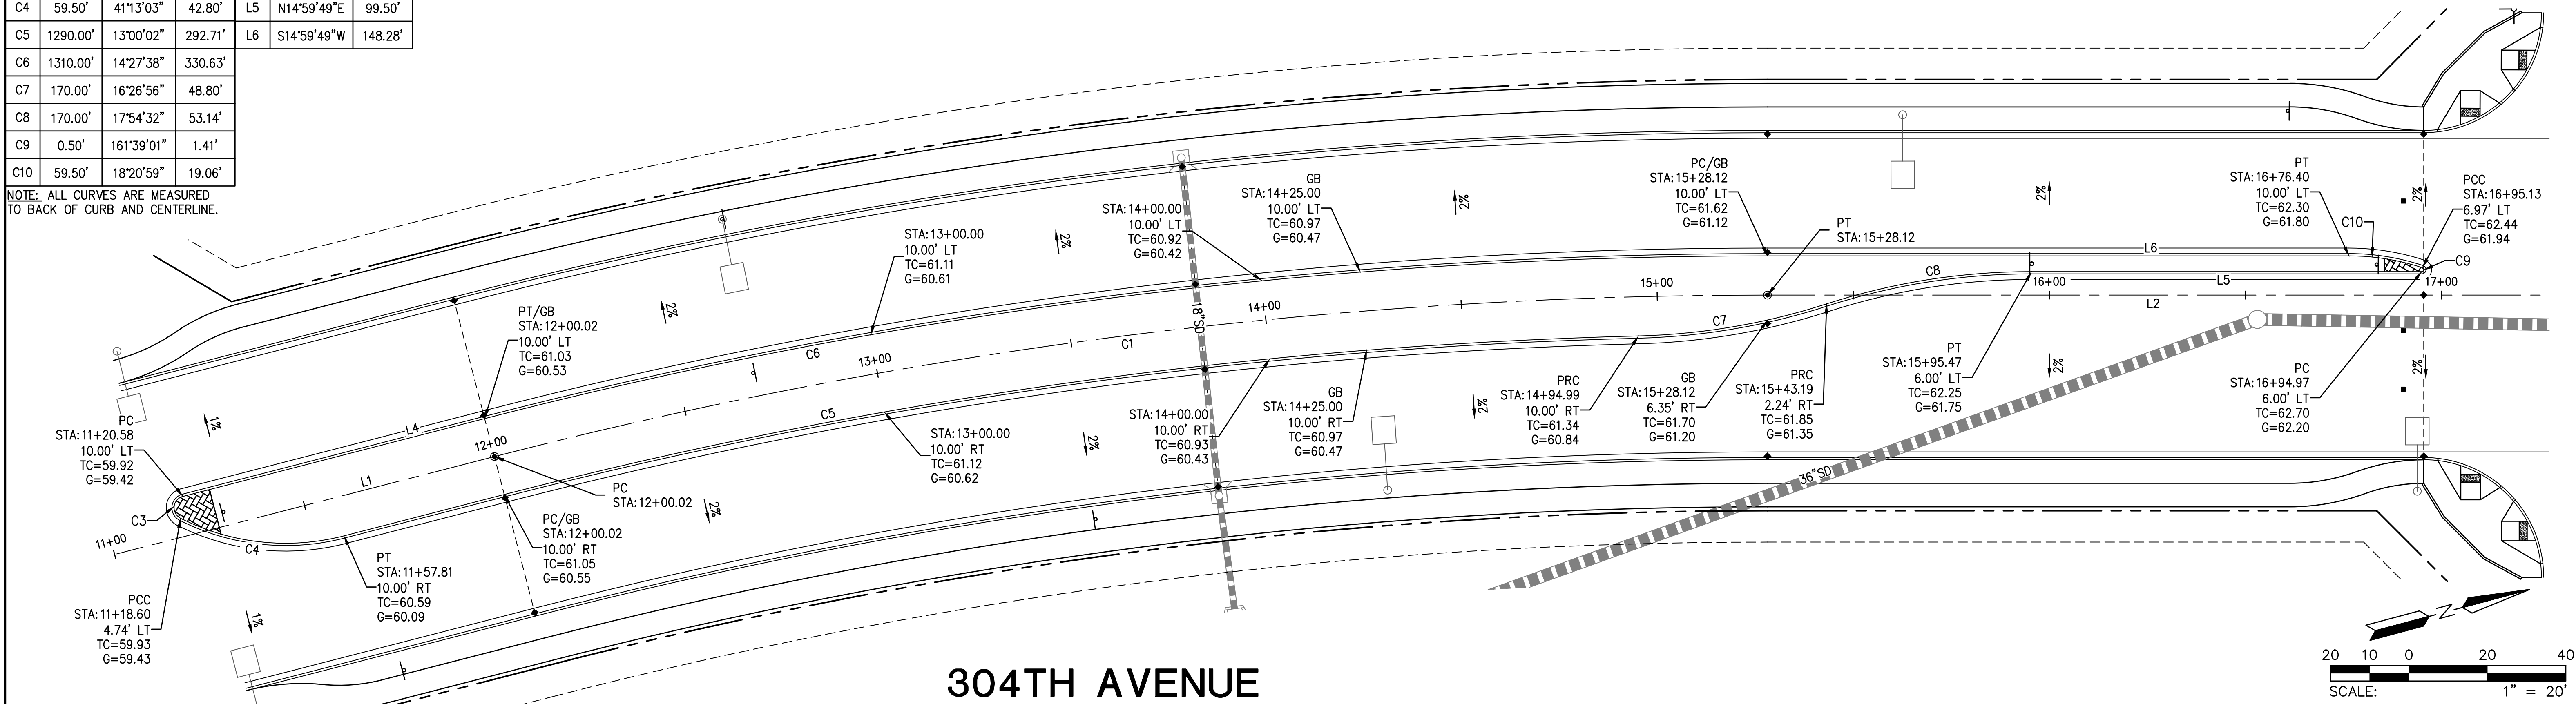 C4 59.50' 41°13'03" 42.80' L5 N14°59'49"E 99.50'
C5 1290.00' 13°00'02" 292.71' L6 S14°59'49"W 148.28'
C6 1310.00' 14°27'38" 330.63'
C7 170.00' 16°26'56" 48.80'
C8 170.00' 17°54'32" 53.14'
C9 0.50' 161°39'01" 1.41'
C10 59.50' 18°20'59" 19.06'
NOTE: ALL CURVES ARE MEASURED
TO BACK OF CURB AND CENTERLINE.
PC
STA:11+20.58
10.00' LT
TC=59.92
G=59.42
C3
11+00
PCC
STA:11+18.60
4.74' LT
TC=59.93
G=59.43
1%
1%
C4
L1
L4
PT
STA:11+57.81
10.00' RT
TC=60.59
G=60.09
12+00
PT/GB
STA:12+00.02
10.00' LT
TC=61.03
G=60.53
PC
STA:12+00.02
PC/GB
STA:12+00.02
10.00' RT
TC=61.05
G=60.55
2%
2%
C6
13+00
C5
STA:13+00.00
10.00' LT
TC=61.11
G=60.61
STA:13+00.00
10.00' RT
TC=61.12
G=60.62
2%
2%
C1
STA:14+00.00
10.00' LT
TC=60.92
G=60.42
18"SD
14+00
STA:14+00.00
10.00' RT
TC=60.93
G=60.43
GB
STA:14+25.00
10.00' LT
TC=60.97
G=60.47
GB
STA:14+25.00
10.00' RT
TC=60.97
G=60.47
2%
2%
PRC
STA:14+94.99
10.00' RT
TC=61.34
G=60.84
15+00
PC/GB
STA:15+28.12
10.00' LT
TC=61.62
G=61.12
PT
STA:15+28.12
C7
GB
STA:15+28.12
6.35' RT
TC=61.70
G=61.20
PRC
STA:15+43.19
2.24' RT
TC=61.85
G=61.35
C8
36"SD
PT
STA:15+95.47
6.00' LT
TC=62.25
G=61.75
2%
16+00
2%
L6
L5
L2
PT
STA:16+76.40
10.00' LT
TC=62.30
G=61.80
C10
PCC
STA:16+95.13
6.97' LT
TC=62.44
G=61.94
2%
C9
17+00
PC
STA:16+94.97
6.00' LT
TC=62.70
G=62.20
2%
304TH AVENUE
N
20 10 0 20 40
SCALE: 1" = 20'